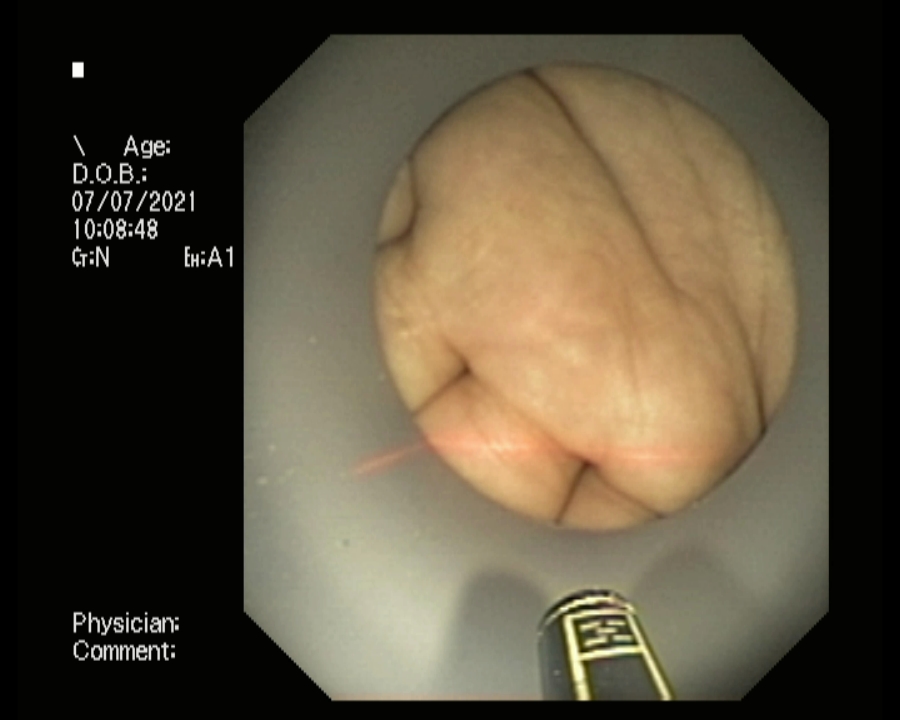 \ Age:
D.O.B.:
07/07/2021
10:08:48
Cr:N Eh:A1
Physician:
Comment: